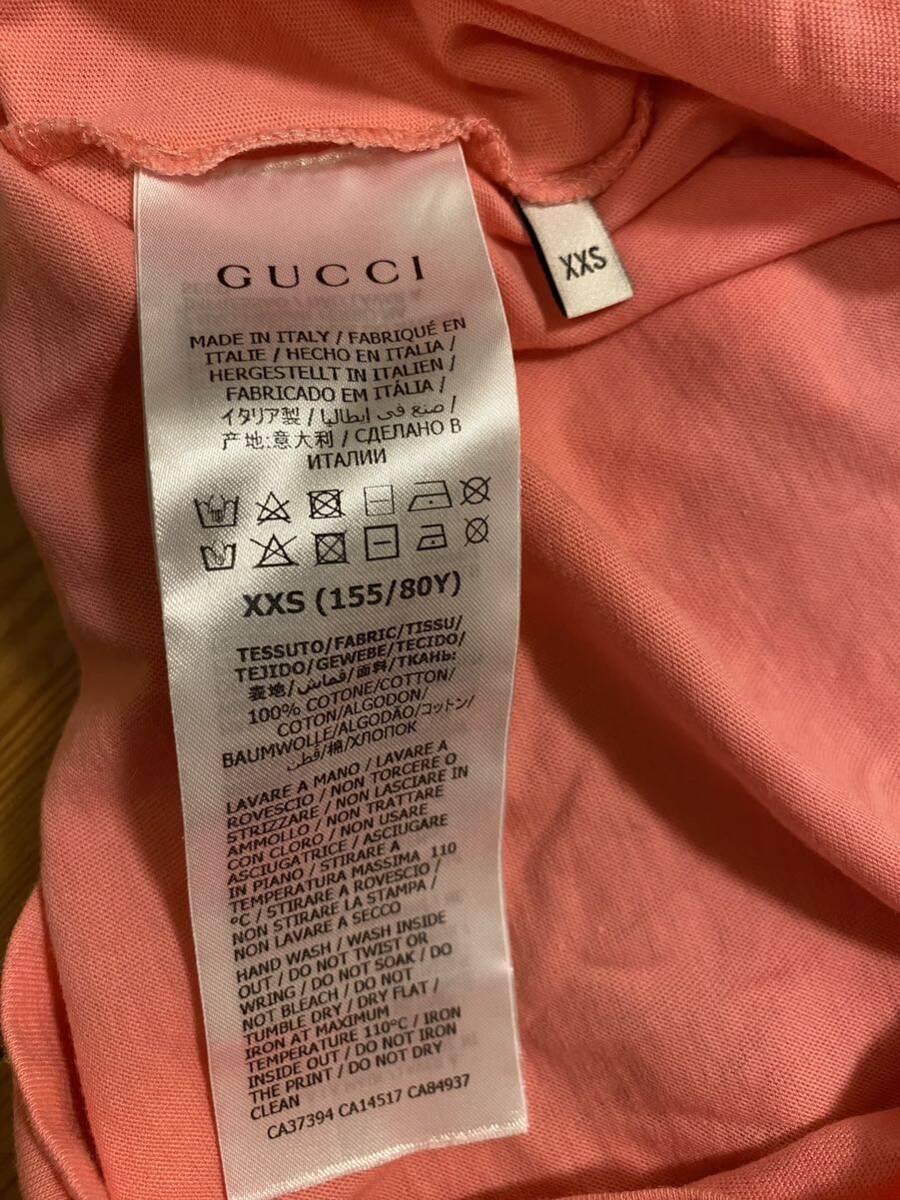 GUCCI
XXS
MADE IN ITALY / FABRIQUÉ EN
ITALIE / HECHO EN ITALIA /
HERGESTELLT IN ITALIEN /
FABRICADO EM ITÁLIA /
イタリア製 / صنع فى ايطاليا /
产地:意大利 / СДЕЛАНО В
ИТАЛИИ
XXS (155/80Y)
TESSUTO/FABRIC/TISSU/
TEJIDO/GEWEBE/TECIDO/
表地/قماش/面料/ТКАНЬ:
100% COTONE/COTTON/
COTON/ALGODON/
BAUMWOLLE/ALGODÃO/コットン/
قطن/棉/ХЛОПОК
LAVARE A MANO / LAVARE A
ROVESCIO / NON TORCERE O
STRIZZARE / NON LASCIARE IN
AMMOLLO / NON TRATTARE
CON CLORO / NON USARE
ASCIUGATRICE / ASCIUGARE
IN PIANO / STIRARE A
TEMPERATURA MASSIMA 110
°C / STIRARE A ROVESCIO /
NON STIRARE LA STAMPA /
NON LAVARE A SECCO
HAND WASH / WASH INSIDE
OUT / DO NOT TWIST OR
WRING / DO NOT SOAK / DO
NOT BLEACH / DO NOT
TUMBLE DRY / DRY FLAT /
IRON AT MAXIMUM
TEMPERATURE 110°C / IRON
INSIDE OUT / DO NOT IRON
THE PRINT / DO NOT DRY
CLEAN
CA37394 CA14517 CA84937